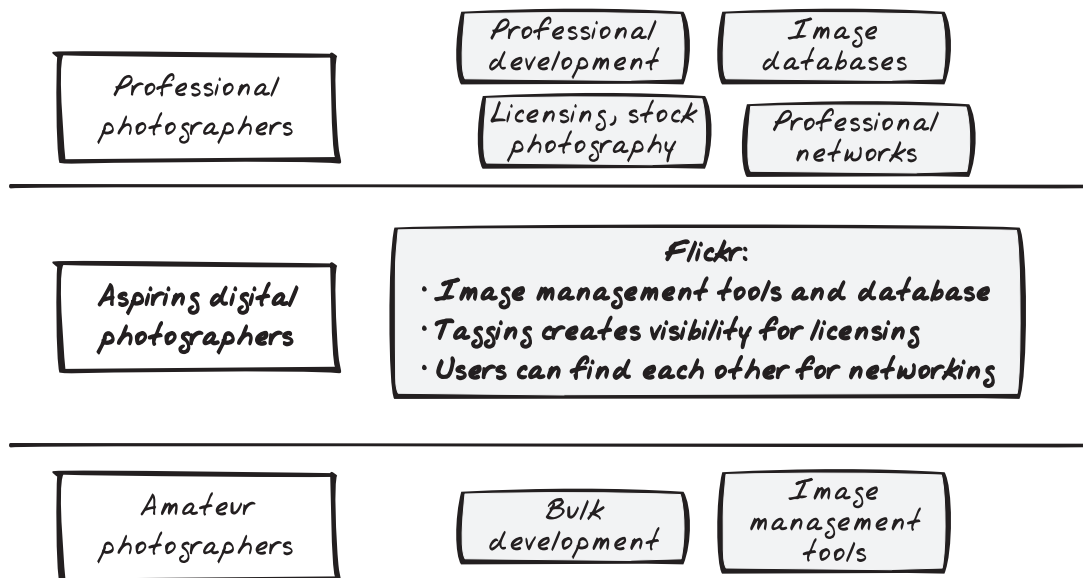 Professional
photographers
Professional
development
Image
databases
Licensing, stock
photography
Professional
networks
Aspiring digital
photographers
Flickr:
· Image management tools and database
· Tagging creates visibility for licensing
· Users can find each other for networking
Amateur
photographers
Bulk
development
Image
management
tools